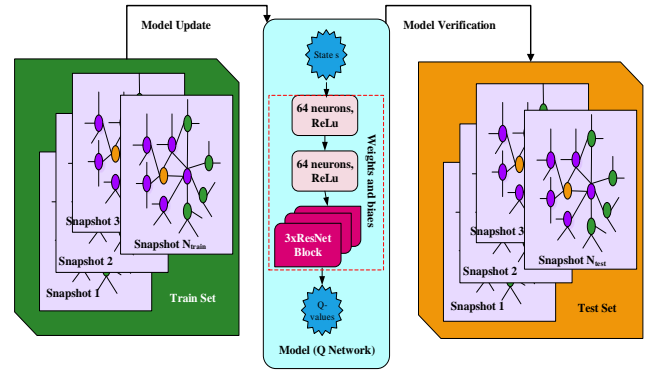 Model Update
Model Verification
State s
64 neurons,
ReLu
64 neurons,
ReLu
Weights and biaes
3xResNet
Block
Q-
values
Model (Q Network)
Snapshot 3
Snapshot Ntrain
Snapshot 2
Snapshot 1
Train Set
Snapshot 3
Snapshot Ntest
Snapshot 2
Snapshot 1
Test Set